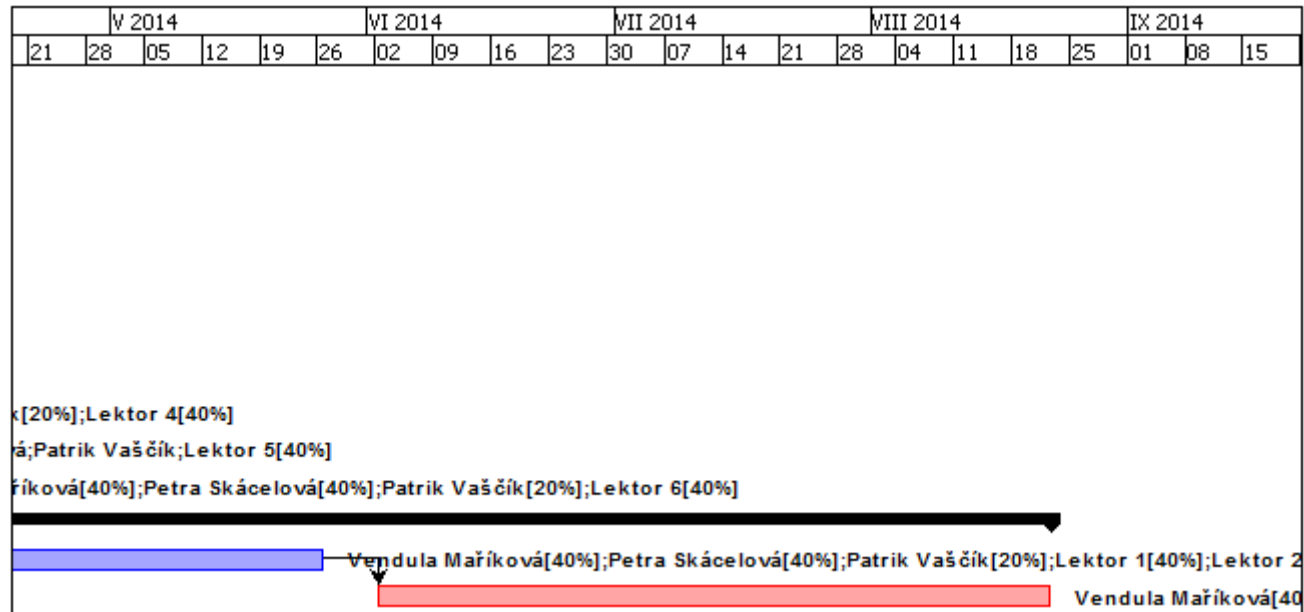 V 2014 VI 2014 VII 2014 VIII 2014 IX 2014
21 28 05 12 19 26 02 09 16 23 30 07 14 21 28 04 11 18 25 01 08 15
k[20%];Lektor 4[40%]
vá;Patrik Vaščík;Lektor 5[40%]
říková[40%];Petra Skácelová[40%];Patrik Vaščík[20%];Lektor 6[40%]
Vendula Maříková[40%];Petra Skácelová[40%];Patrik Vaščík[20%];Lektor 1[40%];Lektor 2
Vendula Maříková[40